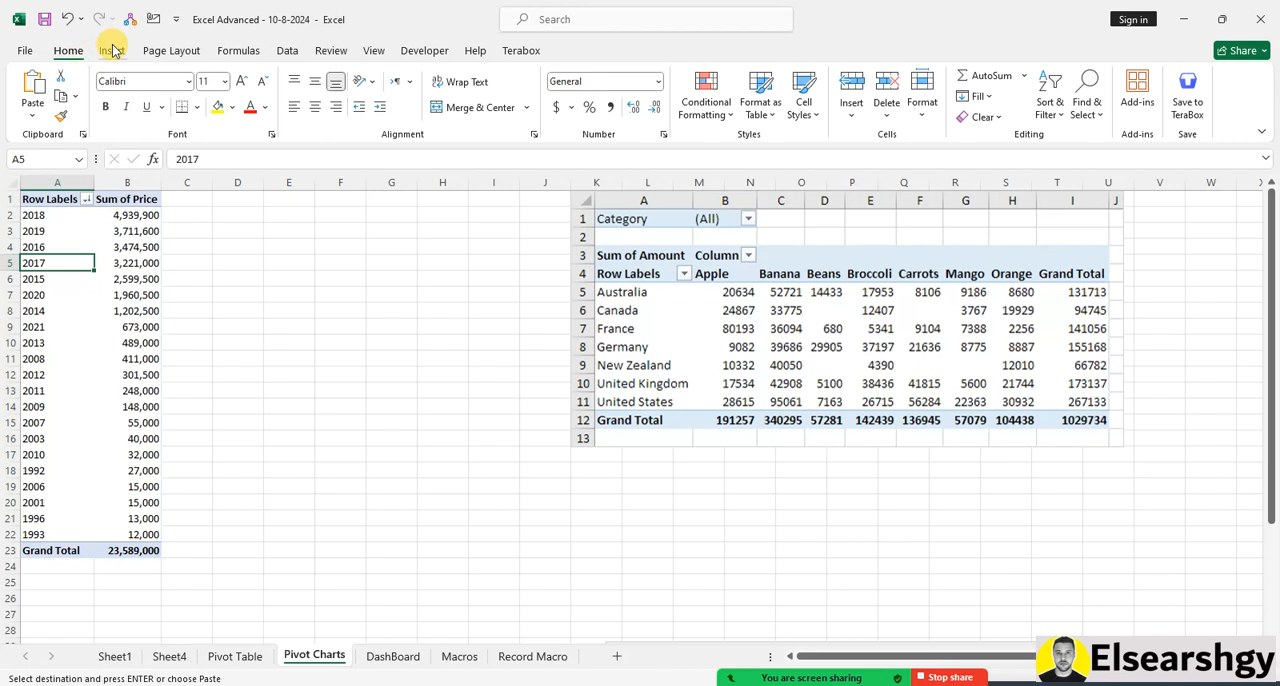 Excel Advanced - 10-8-2024 - Excel
Search
Sign in
File Home Insert Page Layout Formulas Data Review View Developer Help Terabox
Share
Paste
Clipboard
Calibri 11
B I U
Font
Wrap Text
Merge & Center
Alignment
General
$ % ,
Number
Conditional Formatting
Format as Table
Cell Styles
Styles
Insert Delete Format
Cells
AutoSum
Fill
Clear
Sort & Filter
Find & Select
Editing
Add-ins
Add-ins
Save to TeraBox
Save
A5 fx 2017
A B C D E F G H I J K L M N O P Q R S T U V W
1 Row Labels Sum of Price
2 2018 4,939,900
3 2019 3,711,600
4 2016 3,474,500
5 2017 3,221,000
6 2015 2,599,500
7 2020 1,960,500
8 2014 1,202,500
9 2021 673,000
10 2013 489,000
11 2008 411,000
12 2012 301,500
13 2011 248,000
14 2009 148,000
15 2007 55,000
16 2003 40,000
17 2010 32,000
18 1992 27,000
19 2006 15,000
20 2001 15,000
21 1996 13,000
22 1993 12,000
23 Grand Total 23,589,000
24
25
26
27
28
A B C D E F G H I J
1 Category (All)
2
3 Sum of Amount Column
4 Row Labels Apple Banana Beans Broccoli Carrots Mango Orange Grand Total
5 Australia 20634 52721 14433 17953 8106 9186 8680 131713
6 Canada 24867 33775 12407 3767 19929 94745
7 France 80193 36094 680 5341 9104 7388 2256 141056
8 Germany 9082 39686 29905 37197 21636 8775 8887 155168
9 New Zealand 10332 40050 4390 12010 66782
10 United Kingdom 17534 42908 5100 38436 41815 5600 21744 173137
11 United States 28615 95061 7163 26715 56284 22363 30932 267133
12 Grand Total 191257 340295 57281 142439 136945 57079 104438 1029734
13
Sheet1 Sheet4 Pivot Table Pivot Charts Board Macros Record Macro
Select destination and press ENTER or choose Paste
You are screen sharing
Stop share
Elsearshgy